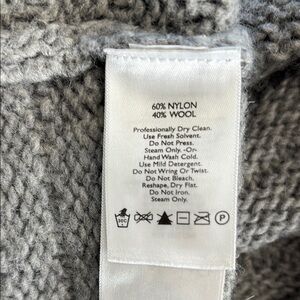 60% NYLON
40% WOOL
Professionally Dry Clean.
Use Fresh Solvent.
Do Not Press.
Steam Only. -Or-
Hand Wash Cold.
Use Mild Detergent.
Do Not Wring Or Twist.
Do Not Bleach.
Reshape, Dry Flat.
Do Not Iron.
Steam Only.
P